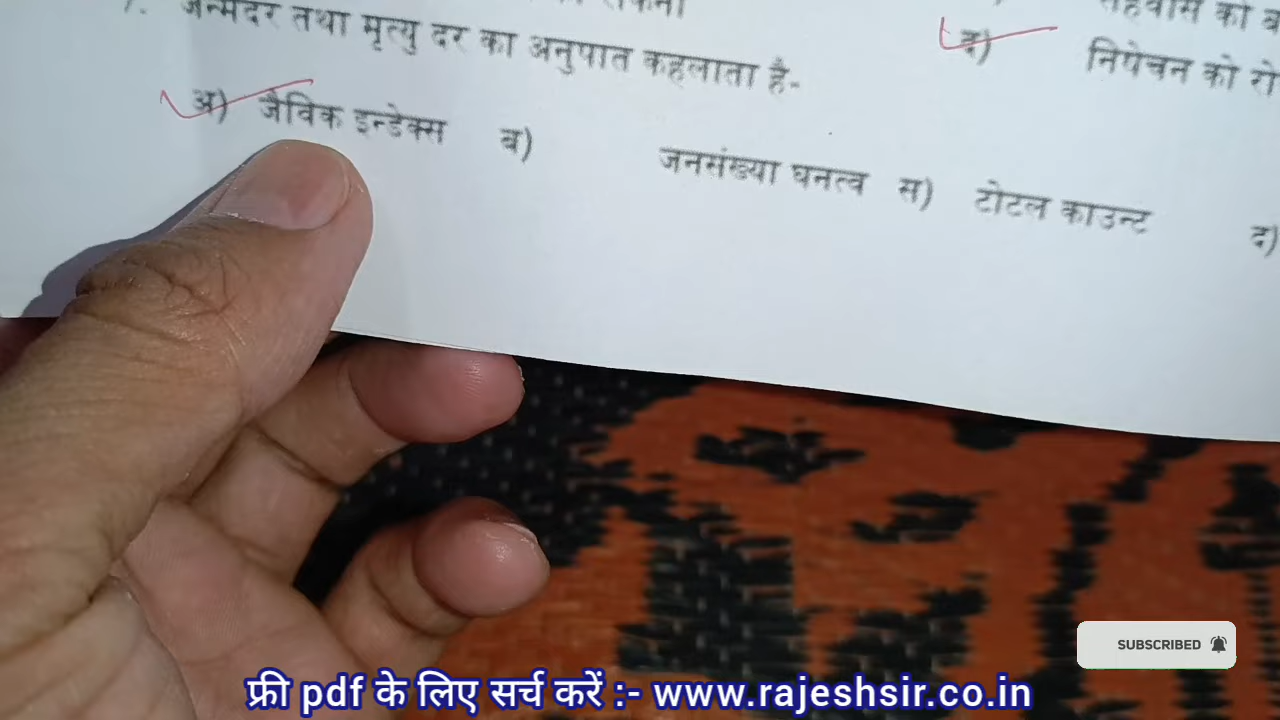 जन्मदर तथा मृत्यु दर का अनुपात कहलाता है-
अ) जैविक इन्डेक्स ब) जनसंख्या घनत्व स) टोटल काउन्ट द)
द) निषेचन को रो
SUBSCRIBED
फ्री pdf के लिए सर्च करें :- www.rajeshsir.co.in